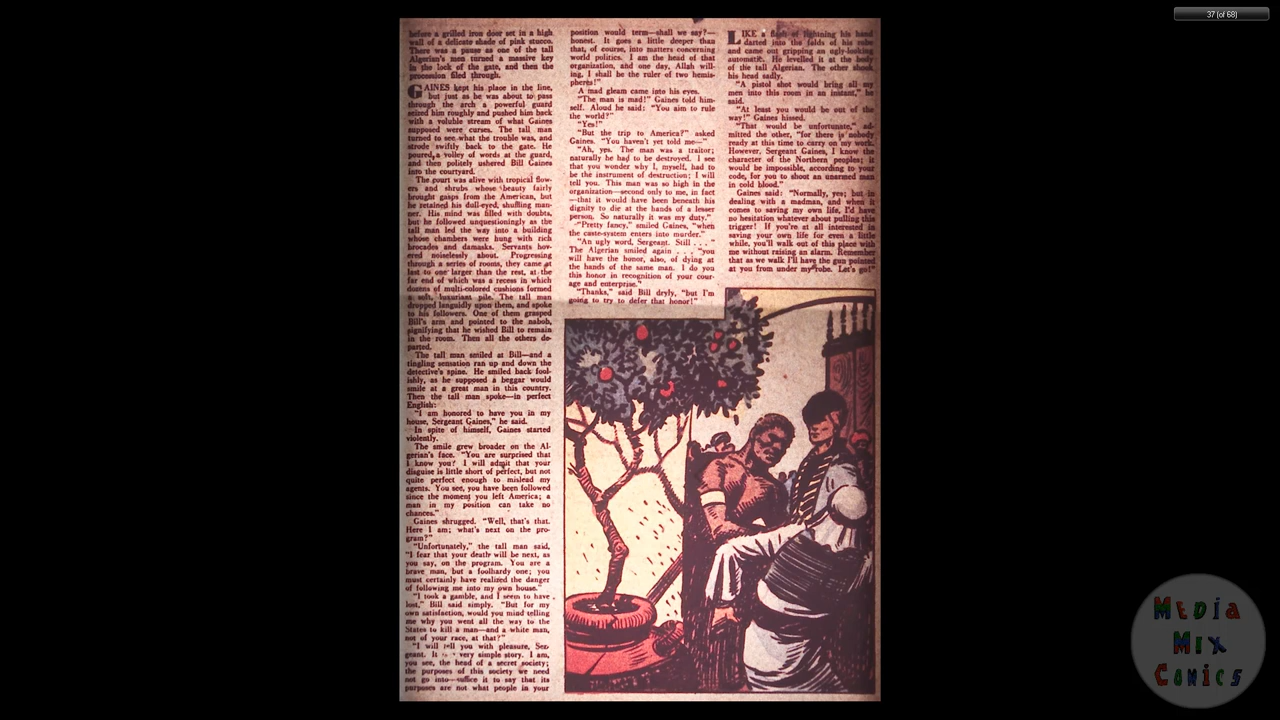 37 (of 68)
before a grilled iron door set in a high
wall of a delicate shade of pink stucco.
There was a pause as one of the tall
Algerian's men turned a massive key
in the lock of the gate, and then the
procession filed through.
GAINES kept his place in the line,
but just as he was about to pass
through the arch a powerful guard
seized him roughly and pushed him back
with a voluble stream of what Gaines
supposed were curses. The tall man
turned to see what the trouble was, and
strode swiftly back to the gate. He
poured a volley of words at the guard,
and then politely ushered Bill Gaines
into the courtyard.
The court was alive with tropical flow-
ers and shrubs whose beauty fairly
brought gasps from the American, but
he retained his dull-eyed, shuffling man-
ner. His mind was filled with doubts,
but he followed unquestioningly as the
tall man led the way into a building
whose chambers were hung with rich
brocades and damasks. Servants hov-
ered noiselessly about. Progressing
through a series of rooms, they came at
last to one larger than the rest, at the
far end of which was a recess in which
dozens of multi-colored cushions formed
a soft, luxuriant pile. The tall man
dropped languidly upon them, and spoke
to his followers. One of them grasped
Bill's arm and pointed to the nabob,
signifying that he wished Bill to remain
in the room. Then all the others de-
parted.
The tall man smiled at Bill—and a
tingling sensation ran up and down the
detective's spine. He smiled back fool-
ishly, as he supposed a beggar would
smile at a great man in this country.
Then the tall man spoke—in perfect
English:
"I am honored to have you in my
house, Sergeant Gaines," he said.
In spite of himself, Gaines started
violently.
The smile grew broader on the Al-
gerian's face. "You are surprised that
I know you? I will admit that your
disguise is little short of perfect, but not
quite perfect enough to mislead my
agents. You see, you have been followed
since the moment you left America; a
man in my position can take no
chances."
Gaines shrugged. "Well, that's that.
Here I am; what's next on the pro-
gram?"
"Unfortunately," the tall man said,
"I fear that your death will be next, as
you say, on the program. You are a
brave man, but a foolhardy one; you
must certainly have realized the danger
of following me into my own house."
"I took a gamble, and I seem to have
lost," Bill said simply. "But for my
own satisfaction, would you mind telling
me why you went all the way to the
States to kill a man—and a white man,
not of your race, at that?"
"I will tell you with pleasure, Ser-
geant. It is a very simple story. I am,
you see, the head of a secret society;
the purposes of this society we need
not go into—suffice it to say that its
purposes are not what people in your
position would term—shall we say?—
honest. It goes a little deeper than
that, of course, into matters concerning
world politics. I am the head of that
organization, and one day, Allah will-
ing, I shall be the ruler of two hemis-
pheres!"
A mad gleam came into his eyes.
"The man is mad!" Gaines told him-
self. Aloud he said: "You aim to rule
the world?"
"Yes!"
"But the trip to America?" asked
Gaines. "You haven't yet told me—"
"Ah, yes. The man was a traitor;
naturally he had to be destroyed. I see
that you wonder why I, myself, had to
be the instrument of destruction; I will
tell you. This man was so high in the
organization—second only to me, in fact
—that it would have been beneath his
dignity to die at the hands of a lesser
person. So naturally it was my duty."
"Pretty fancy," smiled Gaines, "when
the caste-system enters into murder."
"An ugly word, Sergeant. Still . . ."
The Algerian smiled again . . . "you
will have the honor, also, of dying at
the hands of the same man. I do you
this honor in recognition of your cour-
age and enterprise."
"Thanks," said Bill dryly, "but I'm
going to try to defer that honor!"
LIKE a flash of lightning his hand
darted into the folds of his robe
and came out gripping an ugly-looking
automatic. He levelled it at the body
of the tall Algerian. The other shook
his head sadly.
"A pistol shot would bring all my
men into this room in an instant," he
said.
"At least you would be out of the
way!" Gaines hissed.
"That would be unfortunate," ad-
mitted the other, "for there is nobody
ready at this time to carry on my work.
However, Sergeant Gaines, I know the
character of the Northern peoples; it
would be impossible, according to your
code, for you to shoot an unarmed man
in cold blood."
Gaines said: "Normally, yes; but in
dealing with a madman, and when it
comes to saving my own life, I'd have
no hesitation whatever about pulling this
trigger! If you're at all interested in
saving your own life for even a little
while, you'll walk out of this place with
me without raising an alarm. Remember
that as we walk I'll have the gun pointed
at you from under my robe. Let's go!"
MEDIA
MIX
COMICS